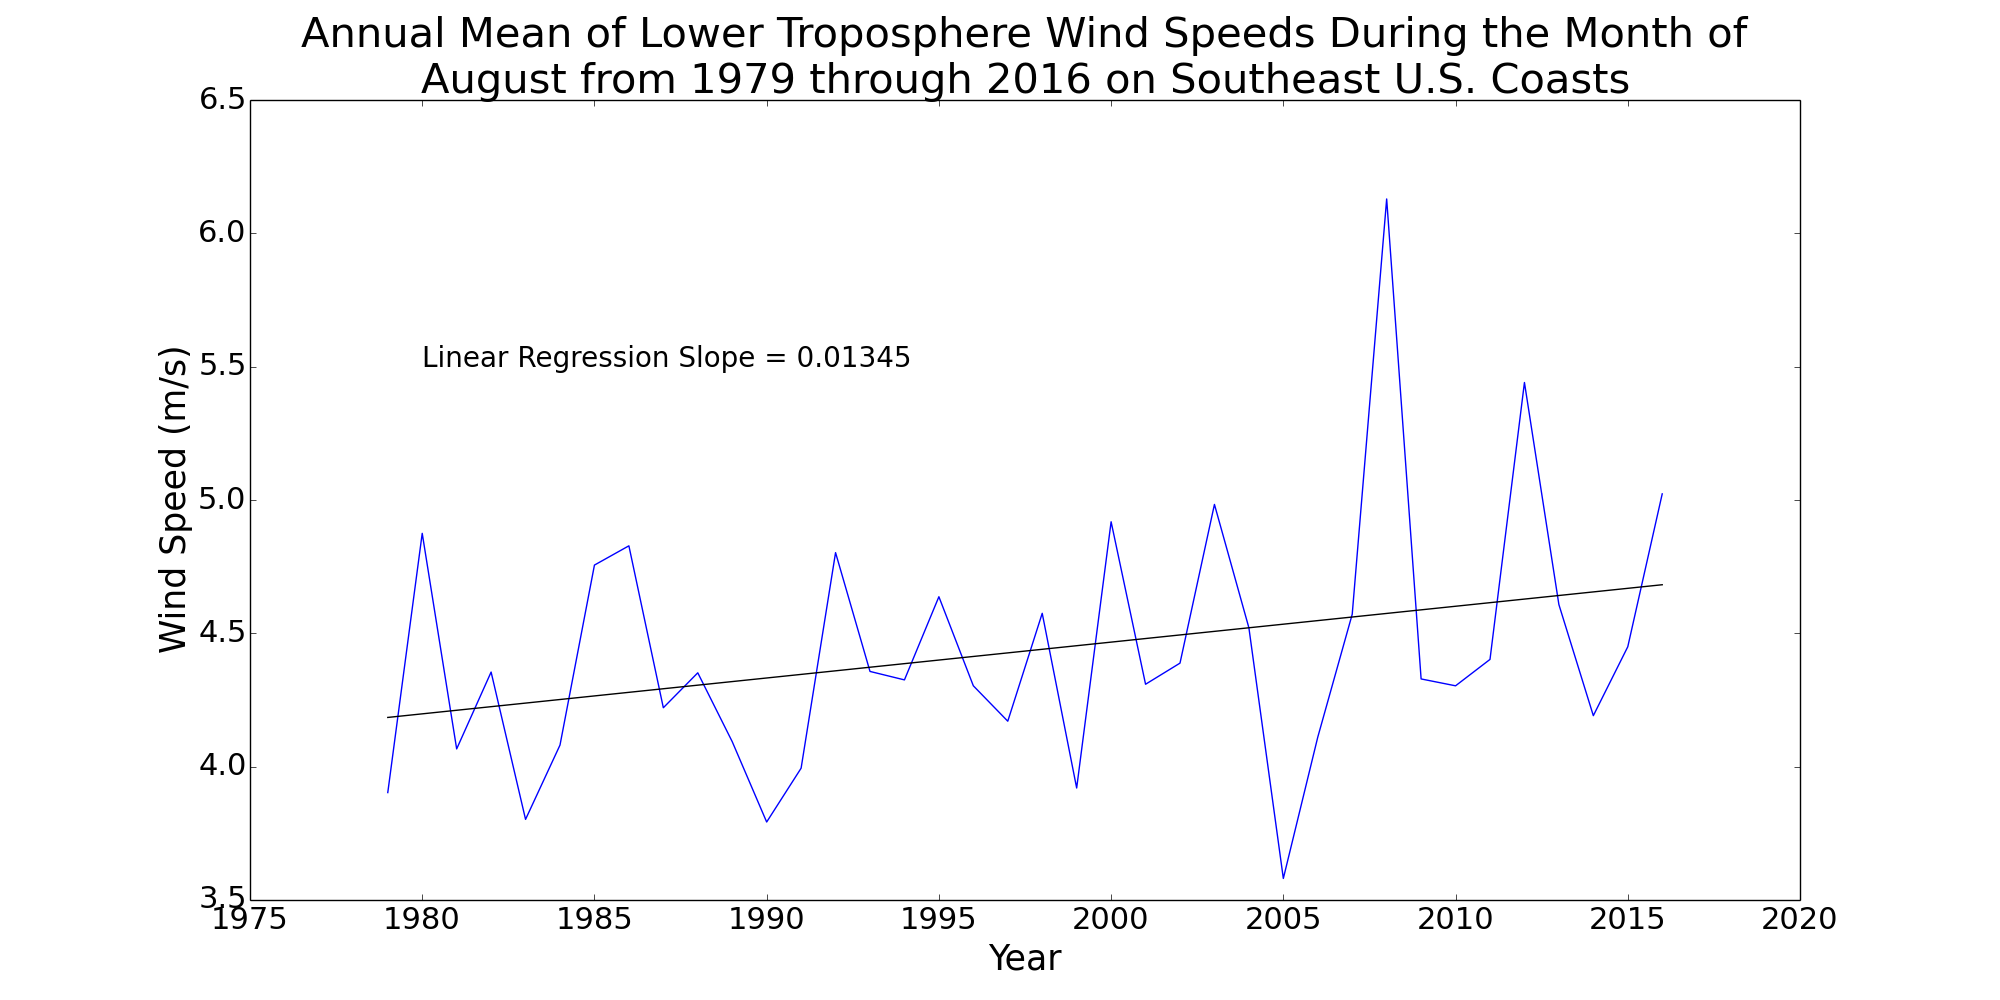 Annual Mean of Lower Troposphere Wind Speeds During the Month of
August from 1979 through 2016 on Southeast U.S. Coasts
6.5
6.0
5.5
5.0
4.5
4.0
3.5
Wind Speed (m/s)
Linear Regression Slope = 0.01345
1975 1980 1985 1990 1995 2000 2005 2010 2015 2020
Year